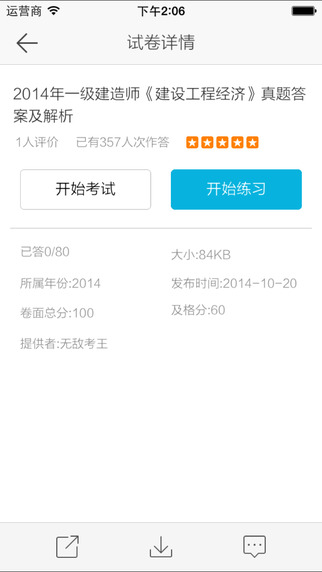 运营商 下午2:06
试卷详情
2014年一级建造师《建设工程经济》真题答
案及解析
1人评价 已有357人次作答
开始考试 开始练习
已答0/80 大小:84KB
所属年份:2014 发布时间:2014-10-20
卷面总分:100 及格分:60
提供者:无敌考王